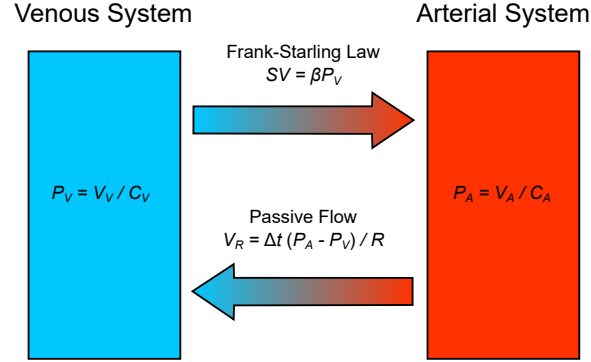 Venous System
Arterial System
Frank-Starling Law
SV = βP_V
P_V = V_V / C_V
P_A = V_A / C_A
Passive Flow
V_R = Δt (P_A - P_V) / R